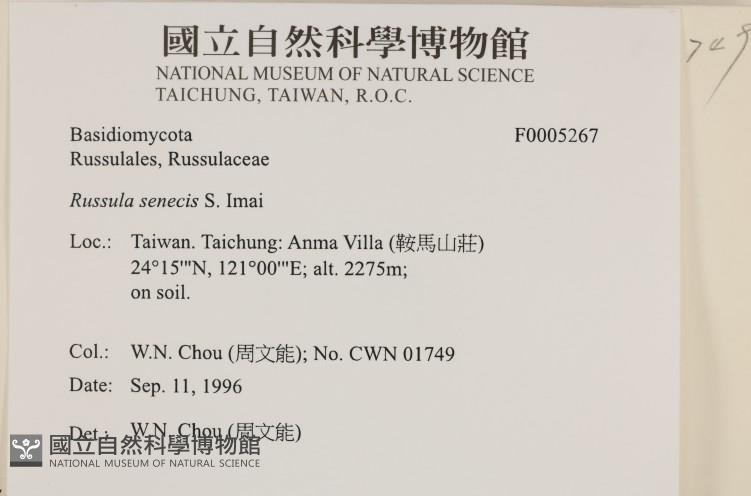 國立自然科學博物館
NATIONAL MUSEUM OF NATURAL SCIENCE
TAICHUNG, TAIWAN, R.O.C.
Basidiomycota F0005267
Russulales, Russulaceae
Russula senecis S. Imai
Loc.: Taiwan. Taichung: Anma Villa (鞍馬山莊)
24°15'"N, 121°00'"E; alt. 2275m;
on soil.
Col.: W.N. Chou (周文能); No. CWN 01749
Date: Sep. 11, 1996
Det.: W.N. Chou (周文能)
國立自然科學博物館
NATIONAL MUSEUM OF NATURAL SCIENCE